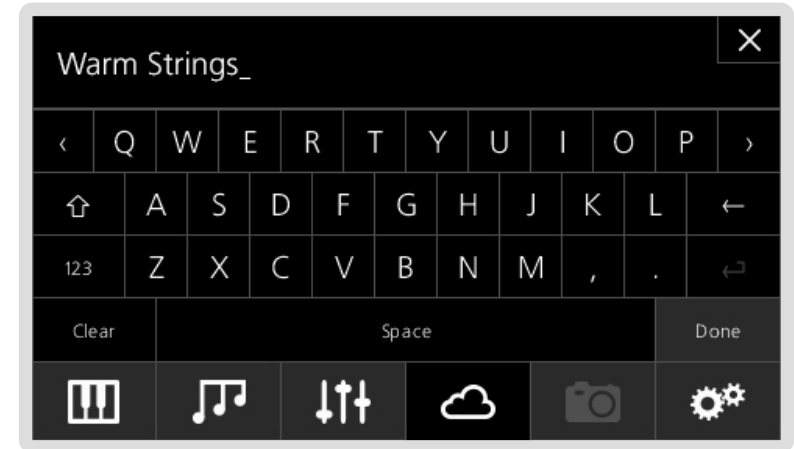 Warm Strings_
‹ Q W E R T Y U I O P ›
A S D F G H J K L ←
123 Z X C V B N M , .
Clear Space Done